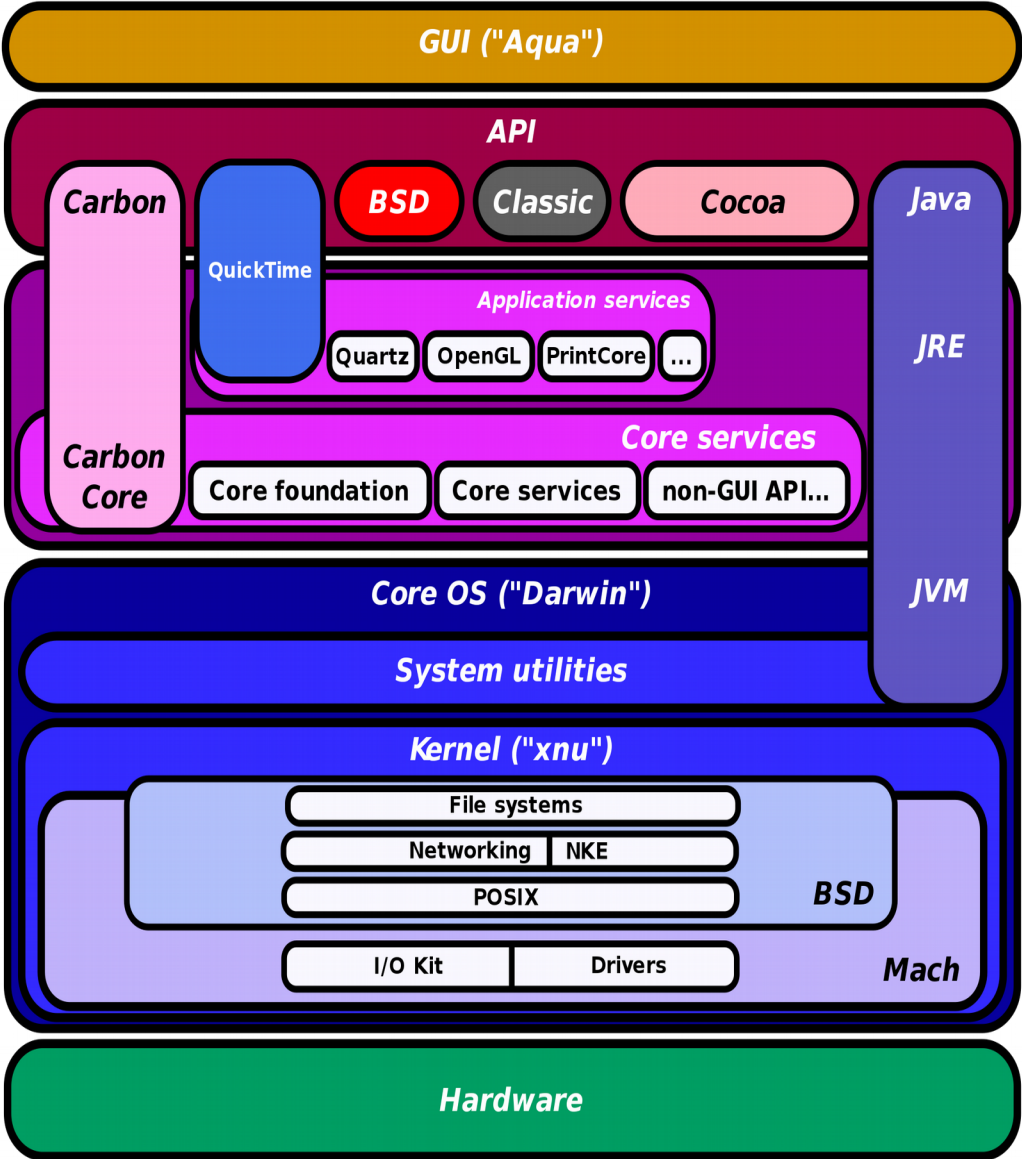 GUI ("Aqua")
API
Carbon
BSD
Classic
Cocoa
Java
QuickTime
Application services
Quartz
OpenGL
PrintCore
...
JRE
Core services
Carbon
Core
Core foundation
Core services
non-GUI API...
Core OS ("Darwin")
JVM
System utilities
Kernel ("xnu")
File systems
Networking
NKE
POSIX
BSD
I/O Kit
Drivers
Mach
Hardware